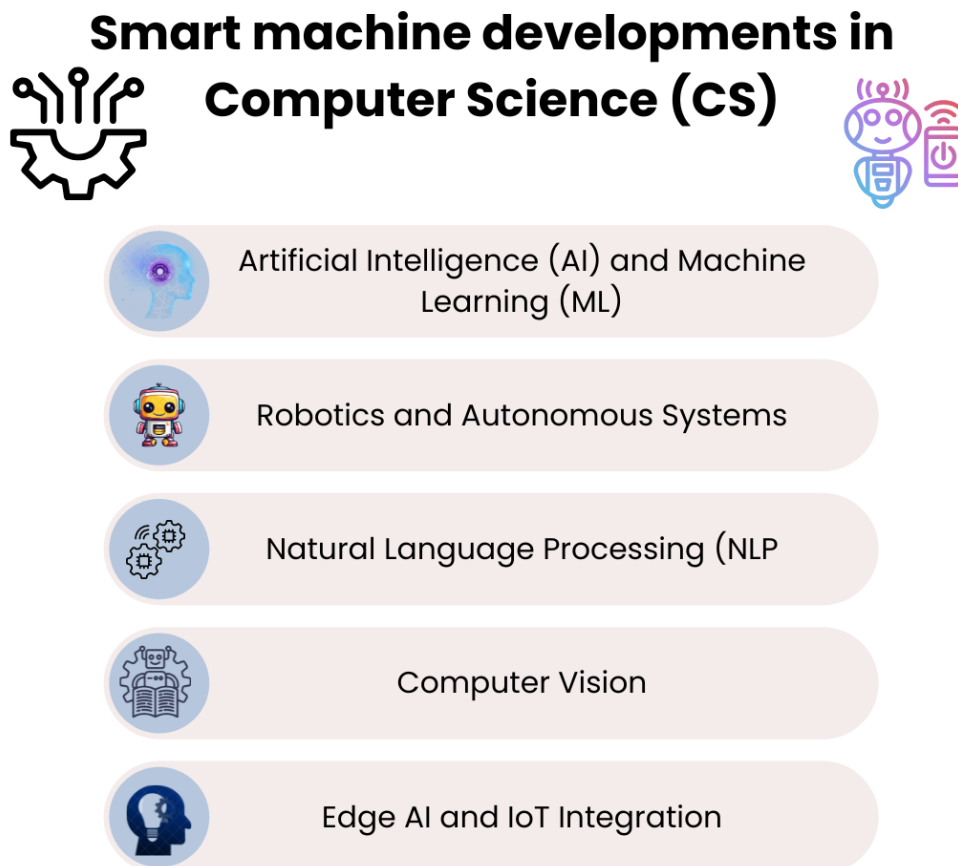 Smart machine developments in
Computer Science (CS)
Artificial Intelligence (AI) and Machine
Learning (ML)
Robotics and Autonomous Systems
Natural Language Processing (NLP
Computer Vision
Edge AI and IoT Integration